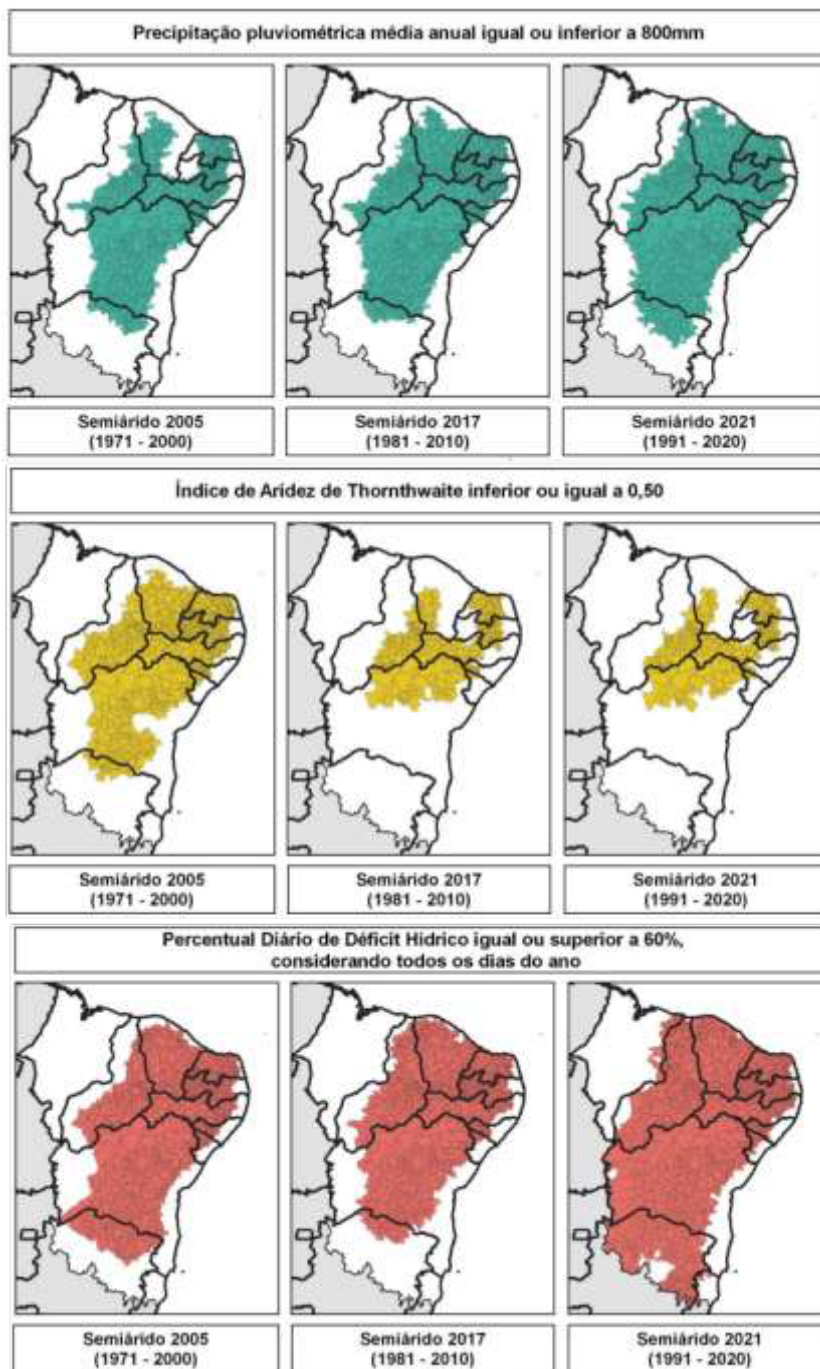 Precipitação pluviométrica média anual igual ou inferior a 800mm
Semiárido 2005
(1971 - 2000)
Semiárido 2017
(1981 - 2010)
Semiárido 2021
(1991 - 2020)
Índice de Aridez de Thornthwaite inferior ou igual a 0,50
Semiárido 2005
(1971 - 2000)
Semiárido 2017
(1981 - 2010)
Semiárido 2021
(1991 - 2020)
Percentual Diário de Déficit Hídrico igual ou superior a 60%,
considerando todos os dias do ano
Semiárido 2005
(1971 - 2000)
Semiárido 2017
(1981 - 2010)
Semiárido 2021
(1991 - 2020)